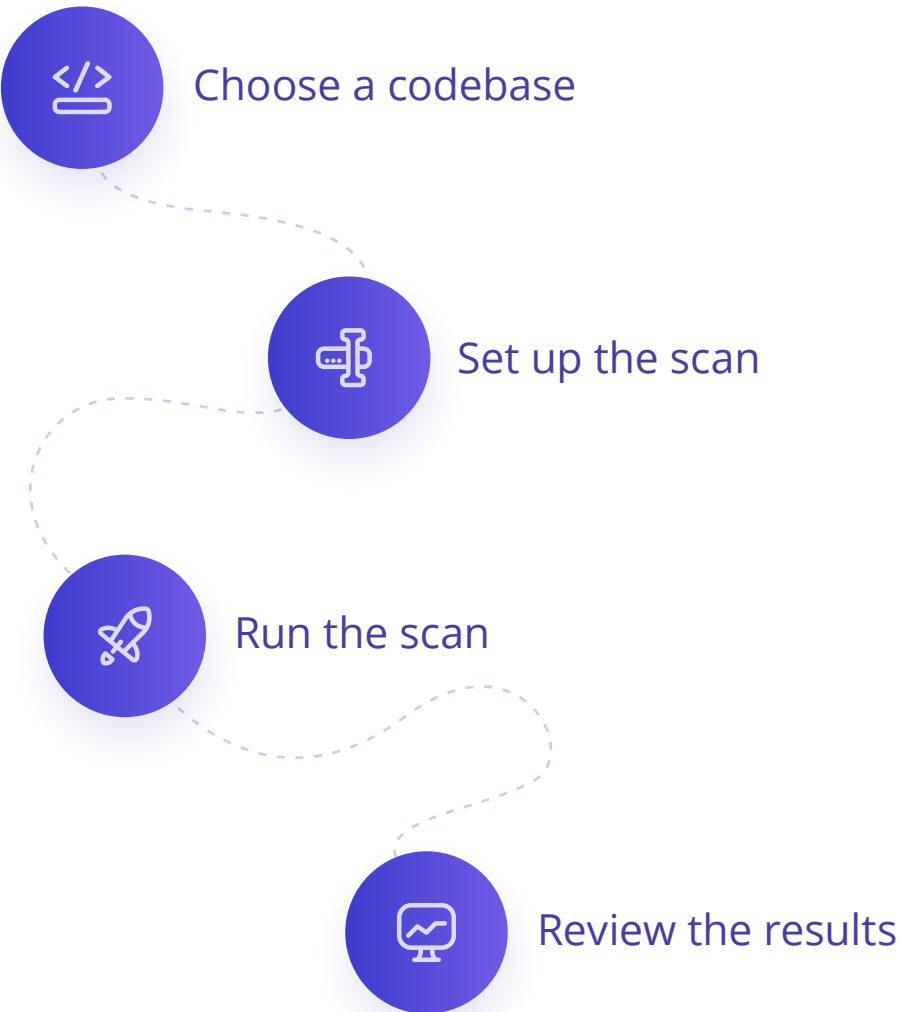 Choose a codebase
Set up the scan
Run the scan
Review the results